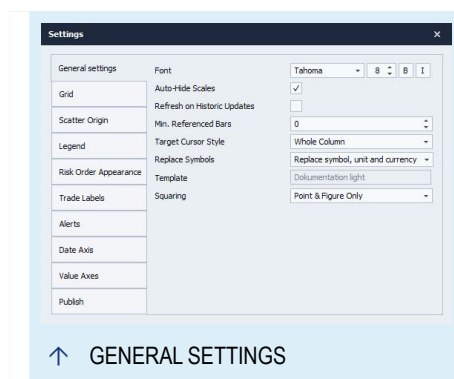 Settings ×
General settings
Grid
Scatter Origin
Legend
Risk Order Appearance
Trade Labels
Alerts
Date Axis
Value Axes
Publish
Font Tahoma 8 B I
Auto-Hide Scales
Refresh on Historic Updates
Min. Referenced Bars 0
Target Cursor Style Whole Column
Replace Symbols Replace symbol, unit and currency
Template Dokumentation light
Squaring Point & Figure Only
↑ GENERAL SETTINGS